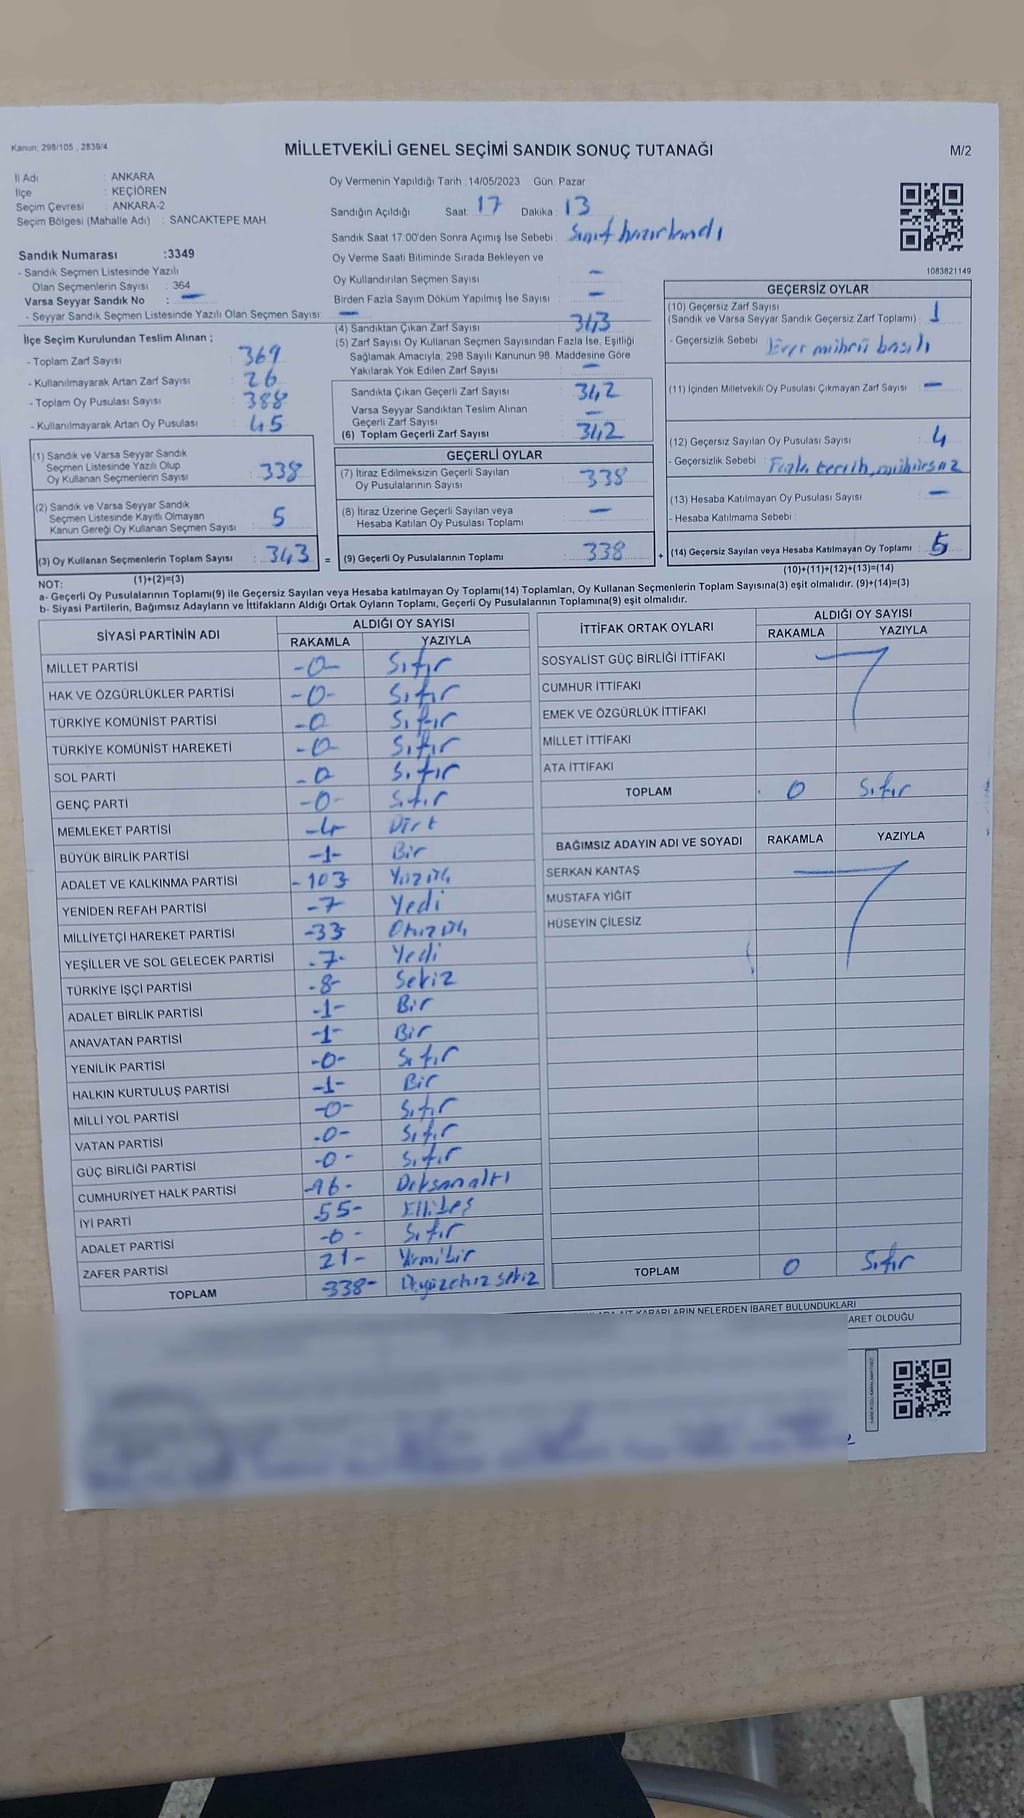 Kanun: 298/105 , 2839/4
MİLLETVEKİLİ GENEL SEÇİMİ SANDIK SONUÇ TUTANAĞI
M/2
İl Adı : ANKARA
İlçe : KEÇİÖREN
Seçim Çevresi : ANKARA-2
Seçim Bölgesi (Mahalle Adı) : SANCAKTEPE MAH
Sandık Numarası :3349
- Sandık Seçmen Listesinde Yazılı
Olan Seçmenlerin Sayısı : 364
Varsa Seyyar Sandık No : —
- Seyyar Sandık Seçmen Listesinde Yazılı Olan Seçmen Sayısı: —
Oy Vermenin Yapıldığı Tarih :14/05/2023 Gün: Pazar
Sandığın Açıldığı Saat : 17 Dakika : 13
Sandık Saat 17:00'den Sonra Açımış İse Sebebi : Sınıf hazırlandı
Oy Verme Saati Bitiminde Sırada Bekleyen ve
Oy Kullandırılan Seçmen Sayısı : —
Birden Fazla Sayım Döküm Yapılmış İse Sayısı : —
1083821149
İlçe Seçim Kurulundan Teslim Alınan ;
- Toplam Zarf Sayısı : 369
- Kullanılmayarak Artan Zarf Sayısı : 26
- Toplam Oy Pusulası Sayısı : 388
- Kullanılmayarak Artan Oy Pusulası : 45
(1) Sandık ve Varsa Seyyar Sandık
Seçmen Listesinde Yazılı Olup
Oy Kullanan Seçmenlerin Sayısı : 338
(2) Sandık ve Varsa Seyyar Sandık
Seçmen Listesinde Kayıtlı Olmayan
Kanun Gereği Oy Kullanan Seçmen Sayısı : 5
(3) Oy Kullanan Seçmenlerin Toplam Sayısı : 343
(1)+(2)=(3)
(4) Sandıktan Çıkan Zarf Sayısı : 343
(5) Zarf Sayısı Oy Kullanan Seçmen Sayısından Fazla İse, Eşitliği
Sağlamak Amacıyla, 298 Sayılı Kanunun 98. Maddesine Göre
Yakılarak Yok Edilen Zarf Sayısı : —
Sandıkta Çıkan Geçerli Zarf Sayısı : 342
Varsa Seyyar Sandıktan Teslim Alınan
Geçerli Zarf Sayısı : —
(6) Toplam Geçerli Zarf Sayısı : 342
GEÇERLİ OYLAR
(7) İtiraz Edilmeksizin Geçerli Sayılan
Oy Pusulalarının Sayısı : 338
(8) İtiraz Üzerine Geçerli Sayılan veya
Hesaba Katılan Oy Pusulası Toplamı : —
= (9) Geçerli Oy Pusulalarının Toplamı : 338
GEÇERSİZ OYLAR
(10) Geçersiz Zarf Sayısı
(Sandık ve Varsa Seyyar Sandık Geçersiz Zarf Toplamı) : 1
- Geçersizlik Sebebi : mührü basılı
(11) İçinden Milletvekili Oy Pusulası Çıkmayan Zarf Sayısı : —
(12) Geçersiz Sayılan Oy Pusulası Sayısı : 4
- Geçersizlik Sebebi : Fazla tercih, mühürsüz
(13) Hesaba Katılmayan Oy Pusulası Sayısı : —
- Hesaba Katılmama Sebebi :
+ (14) Geçersiz Sayılan veya Hesaba Katılmayan Oy Toplamı : 5
(10)+(11)+(12)+(13)=(14)
NOT:
a- Geçerli Oy Pusulalarının Toplamı(9) ile Geçersiz Sayılan veya Hesaba katılmayan Oy Toplamı(14) Toplamları, Oy Kullanan Seçmenlerin Toplam Sayısına(3) eşit olmalıdır. (9)+(14)=(3)
b- Siyasi Partilerin, Bağımsız Adayların ve İttifakların Aldığı Ortak Oyların Toplamı, Geçerli Oy Pusulalarının Toplamına(9) eşit olmalıdır.
SİYASİ PARTİNİN ADI ALDIĞI OY SAYISI
RAKAMLA YAZIYLA
MİLLET PARTİSİ -0- Sıfır
HAK VE ÖZGÜRLÜKLER PARTİSİ -0- Sıfır
TÜRKİYE KOMÜNİST PARTİSİ -0 Sıfır
TÜRKİYE KOMÜNİST HAREKETİ -0- Sıfır
SOL PARTİ -0 Sıfır
GENÇ PARTİ -0- Sıfır
MEMLEKET PARTİSİ -4- Dört
BÜYÜK BİRLİK PARTİSİ -1- Bir
ADALET VE KALKINMA PARTİSİ -103 Yüzüç
YENİDEN REFAH PARTİSİ -7 Yedi
MİLLİYETÇİ HAREKET PARTİSİ -33 Otuzüç
YEŞİLLER VE SOL GELECEK PARTİSİ -7- Yedi
TÜRKİYE İŞÇİ PARTİSİ -8- Sekiz
ADALET BİRLİK PARTİSİ -1- Bir
ANAVATAN PARTİSİ -1- Bir
YENİLİK PARTİSİ -0- Sıfır
HALKIN KURTULUŞ PARTİSİ -1- Bir
MİLLİ YOL PARTİSİ -0- Sıfır
VATAN PARTİSİ -0- Sıfır
GÜÇ BİRLİĞİ PARTİSİ -0- Sıfır
CUMHURİYET HALK PARTİSİ -96- Doksanaltı
İYİ PARTİ 55- Ellibeş
ADALET PARTİSİ -0- Sıfır
ZAFER PARTİSİ 21- Yirmibir
TOPLAM -338- Üçyüzotuz sekiz
İTTİFAK ORTAK OYLARI ALDIĞI OY SAYISI
RAKAMLA YAZIYLA
SOSYALİST GÜÇ BİRLİĞİ İTTİFAKI
CUMHUR İTTİFAKI
EMEK VE ÖZGÜRLÜK İTTİFAKI
MİLLET İTTİFAKI
ATA İTTİFAKI
TOPLAM 0 Sıfır
BAĞIMSIZ ADAYIN ADI VE SOYADI RAKAMLA YAZIYLA
SERKAN KANTAŞ
MUSTAFA YİĞİT
HÜSEYİN ÇİLESİZ
TOPLAM 0 Sıfır
KARARLARIN NELERDEN İBARET BULUNDUKLARI
ARET OLDUĞU